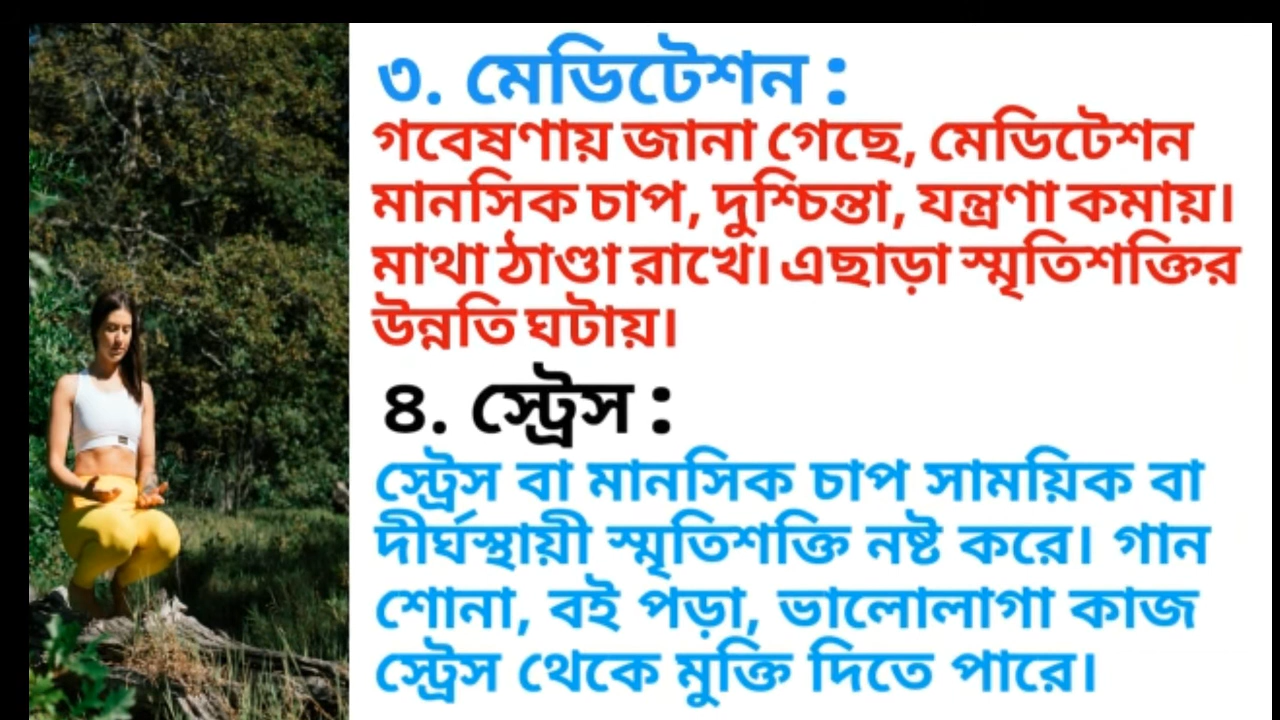 ৩. মেডিটেশন :
গবেষণায় জানা গেছে, মেডিটেশন
মানসিক চাপ, দুশ্চিন্তা, যন্ত্রণা কমায়।
মাথা ঠাণ্ডা রাখে। এছাড়া স্মৃতিশক্তির
উন্নতি ঘটায়।
৪. স্ট্রেস :
স্ট্রেস বা মানসিক চাপ সাময়িক বা
দীর্ঘস্থায়ী স্মৃতিশক্তি নষ্ট করে। গান
শোনা, বই পড়া, ভালোলাগা কাজ
স্ট্রেস থেকে মুক্তি দিতে পারে।